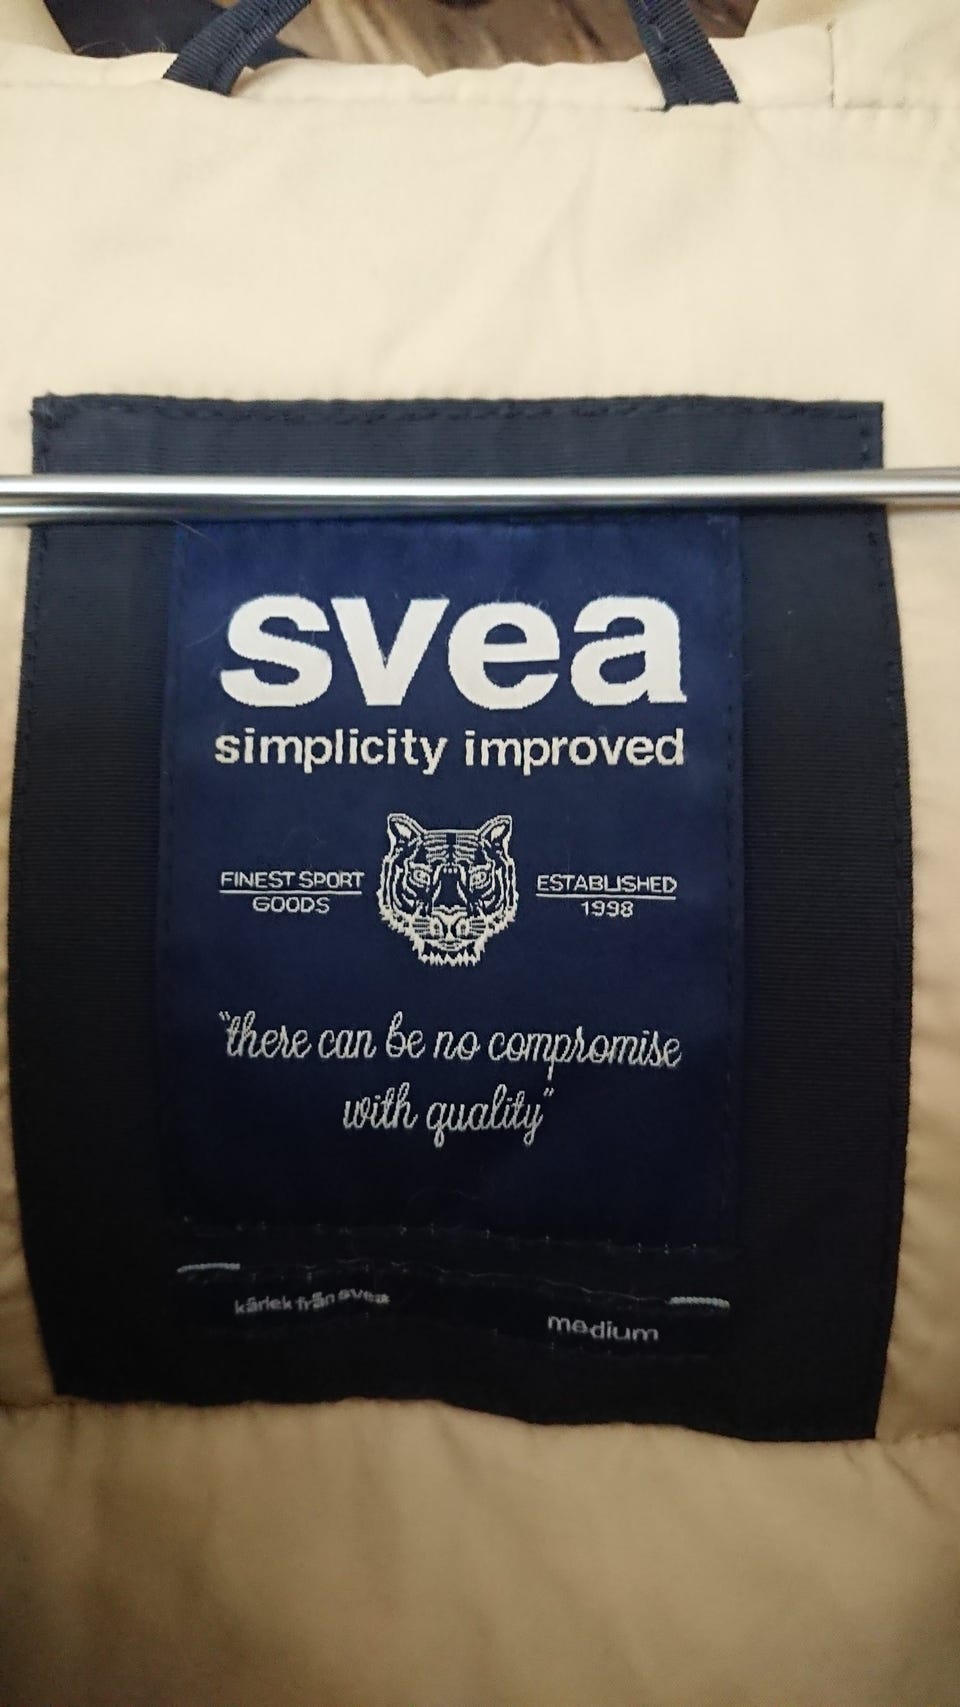 svea
simplicity improved
FINEST SPORT
GOODS
ESTABLISHED
1998
"there can be no compromise
with quality"
kärlek från svea
medium